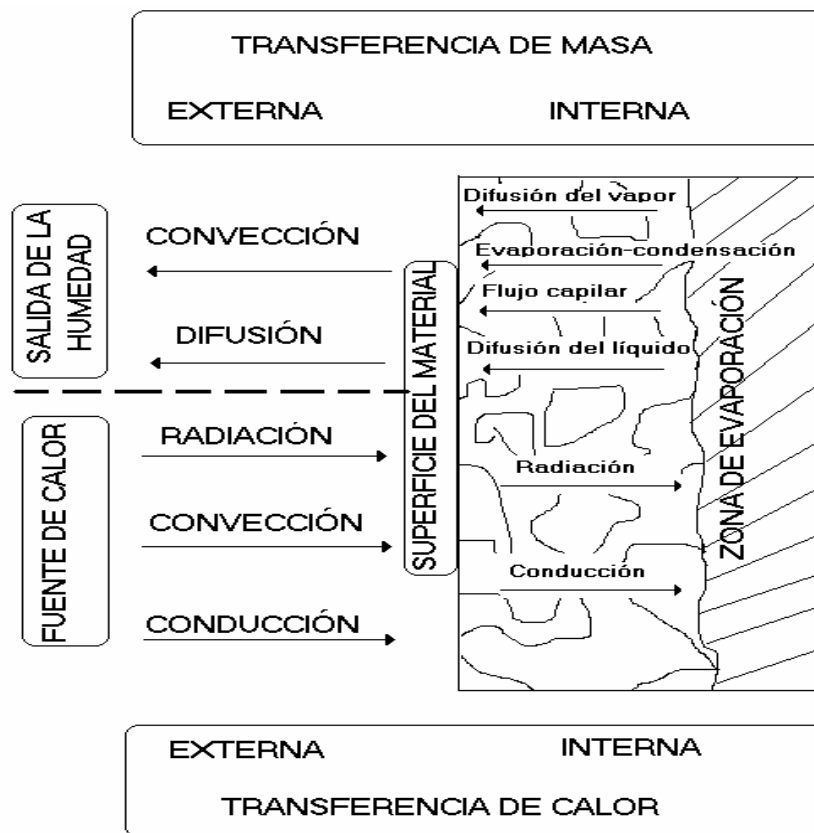 TRANSFERENCIA DE MASA
EXTERNA INTERNA
SALIDA DE LA
HUMEDAD
CONVECCIÓN
DIFUSIÓN
Difusión del vapor
Evaporación-condensación
Flujo capilar
Difusión del líquido
SUPERFICIE DEL MATERIAL
ZONA DE EVAPORACIÓN
FUENTE DE CALOR
RADIACIÓN
CONVECCIÓN
CONDUCCIÓN
Radiación
Conducción
EXTERNA INTERNA
TRANSFERENCIA DE CALOR